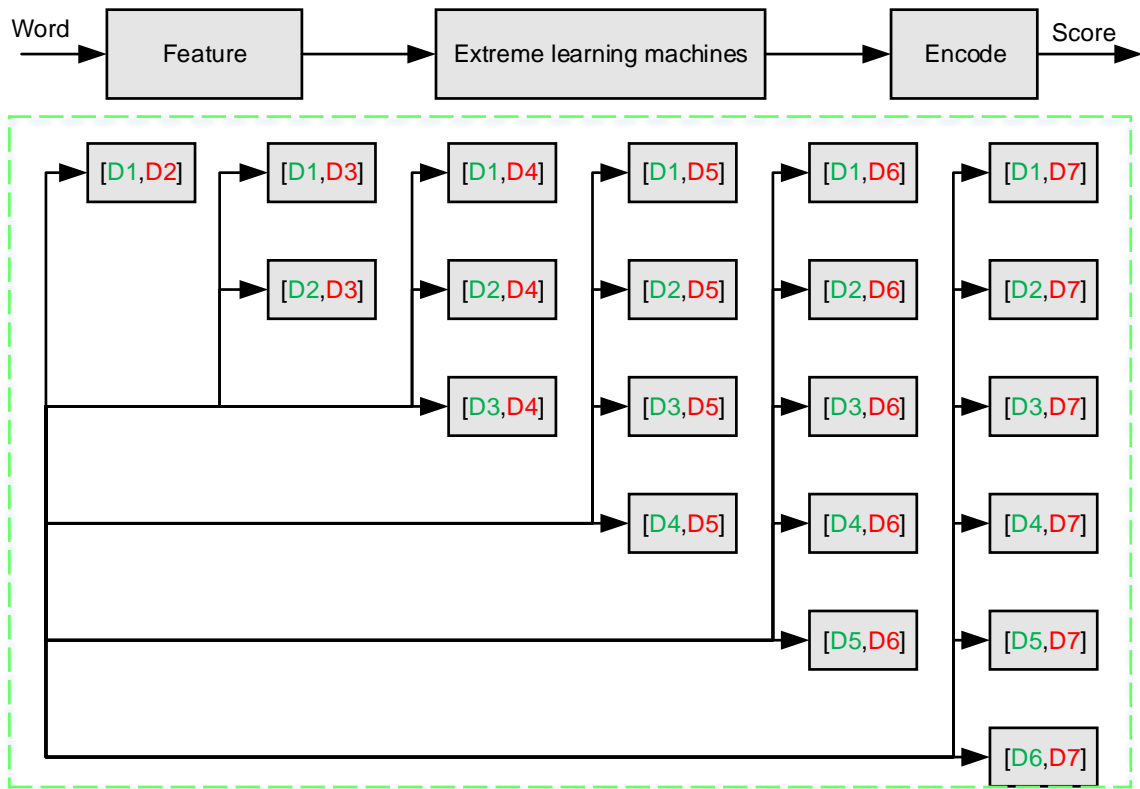 Word
Feature
Extreme learning machines
Encode
Score
[D1,D2]
[D1,D3]
[D1,D4]
[D1,D5]
[D1,D6]
[D1,D7]
[D2,D3]
[D2,D4]
[D2,D5]
[D2,D6]
[D2,D7]
[D3,D4]
[D3,D5]
[D3,D6]
[D3,D7]
[D4,D5]
[D4,D6]
[D4,D7]
[D5,D6]
[D5,D7]
[D6,D7]